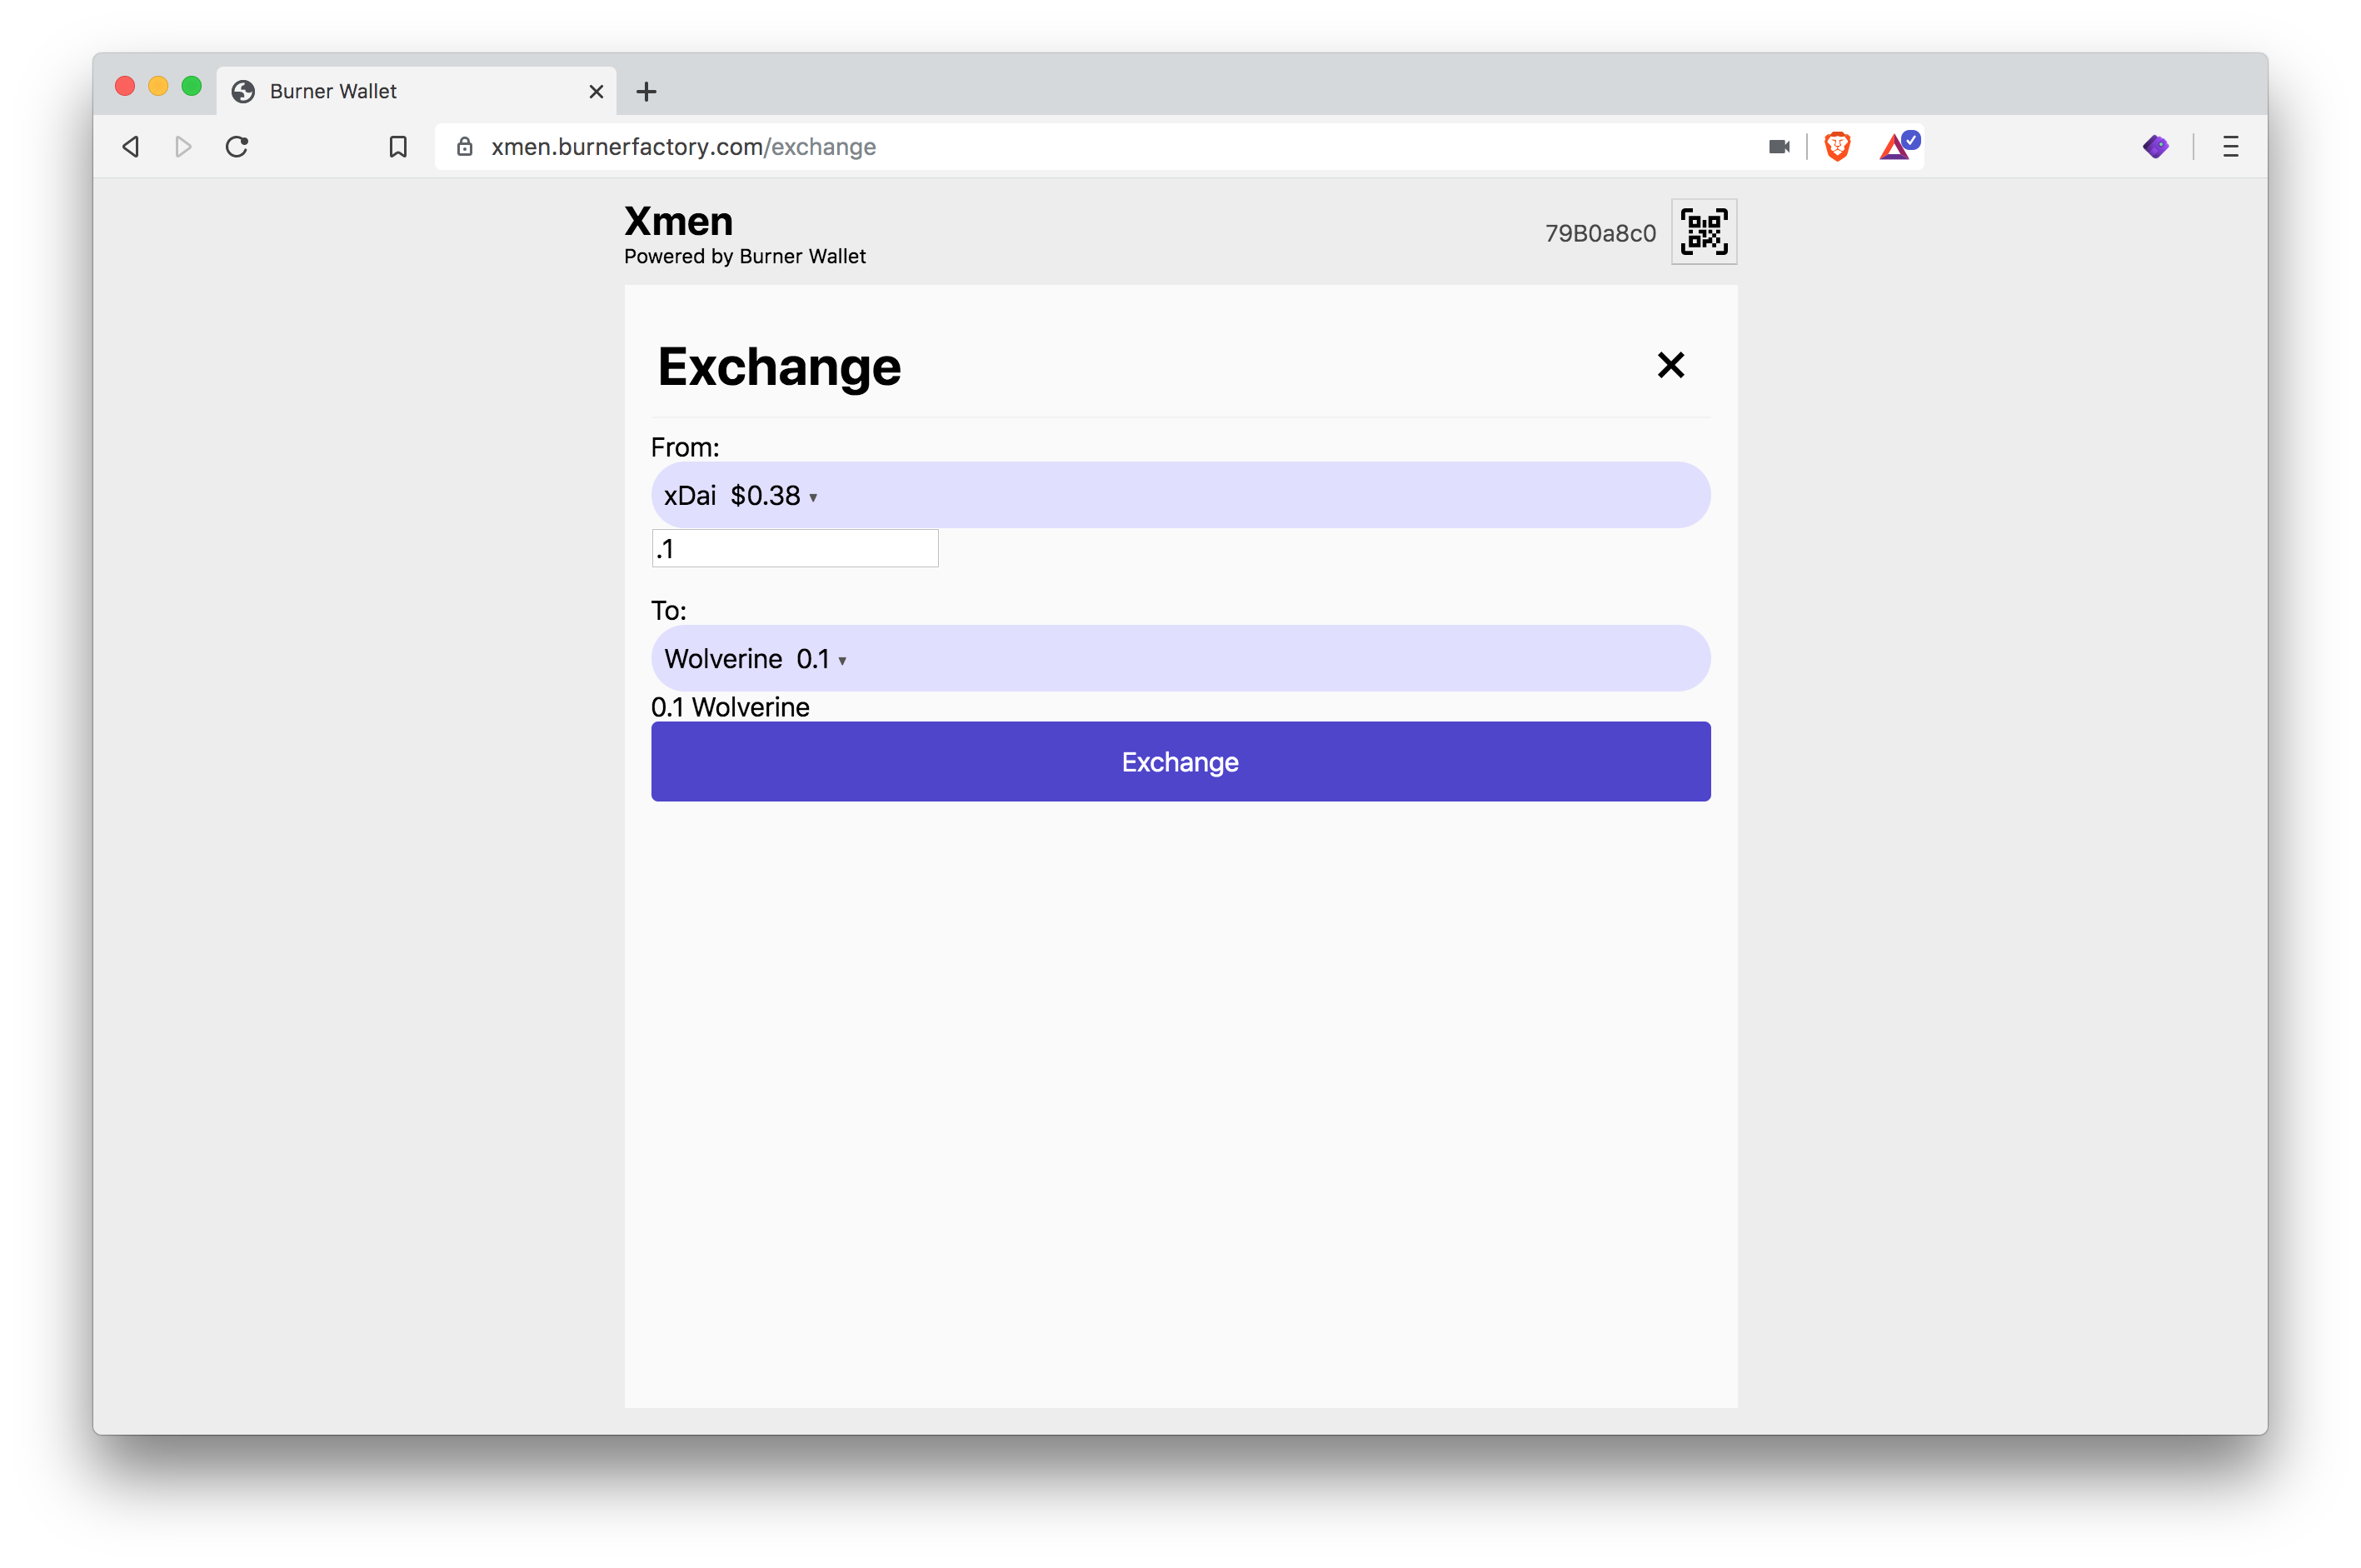 Burner Wallet
xmen.burnerfactory.com/exchange
Xmen
Powered by Burner Wallet
79B0a8c0
Exchange
From:
xDai $0.38
.1
To:
Wolverine 0.1
0.1 Wolverine
Exchange